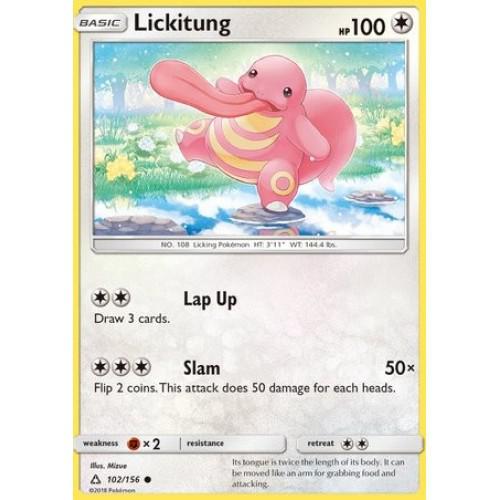 BASIC Lickitung HP100
NO. 108 Licking Pokémon HT: 3'11" WT: 144.4 lbs.
Lap Up
Draw 3 cards.
Slam 50×
Flip 2 coins. This attack does 50 damage for each heads.
weakness × 2 resistance retreat
Illus. Mizue
102/156
©2018 Pokémon
Its tongue is twice the length of its body. It can
be moved like an arm for grabbing food and
attacking.